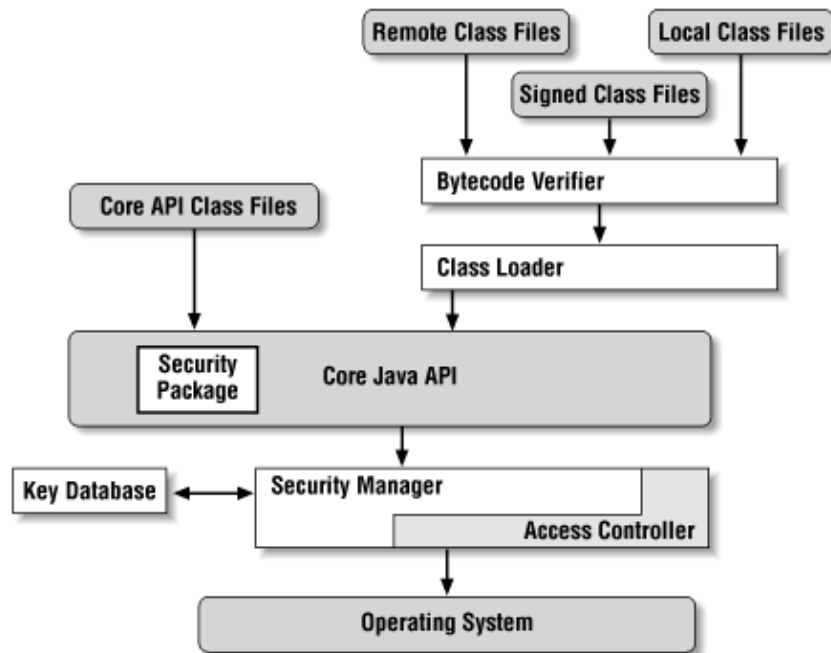 Remote Class Files
Local Class Files
Signed Class Files
Bytecode Verifier
Core API Class Files
Class Loader
Security
Package
Core Java API
Key Database
Security Manager
Access Controller
Operating System